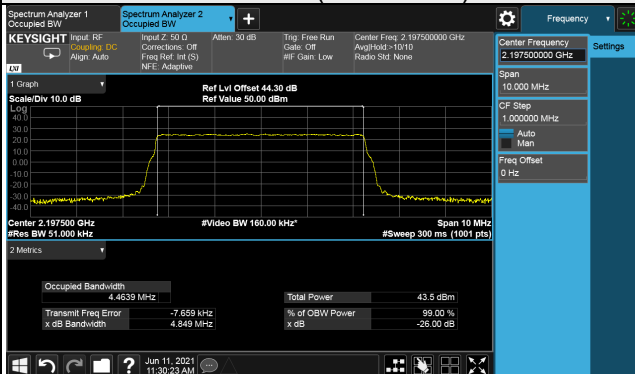 Spectrum Analyzer 1
Occupied BW
Spectrum Analyzer 2
Occupied BW
+
Frequency
KEYSIGHT
LXI
Input: RF
Coupling: DC
Align: Auto
Input Z: 50 Ω
Corrections: Off
Freq Ref: Int (S)
NFE: Adaptive
Atten: 30 dB
Trig: Free Run
Gate: Off
#IF Gain: Low
Center Freq: 2.197500000 GHz
Avg|Hold:>10/10
Radio Std: None
Center Frequency
2.197500000 GHz
Settings
Span
10.000 MHz
CF Step
1.000000 MHz
Auto
Man
Freq Offset
0 Hz
1 Graph
Scale/Div 10.0 dB
Ref Lvl Offset 44.30 dB
Ref Value 50.00 dBm
Log
40.0
30.0
20.0
10.0
0.00
-10.0
-20.0
-30.0
-40.0
Center 2.197500 GHz
#Video BW 160.00 kHz*
Span 10 MHz
#Res BW 51.000 kHz
#Sweep 300 ms (1001 pts)
2 Metrics
Occupied Bandwidth
4.4639 MHz
Total Power 43.5 dBm
Transmit Freq Error -7.659 kHz
% of OBW Power 99.00 %
x dB Bandwidth 4.849 MHz
x dB -26.00 dB
?
Jun 11, 2021
11:30:23 AM